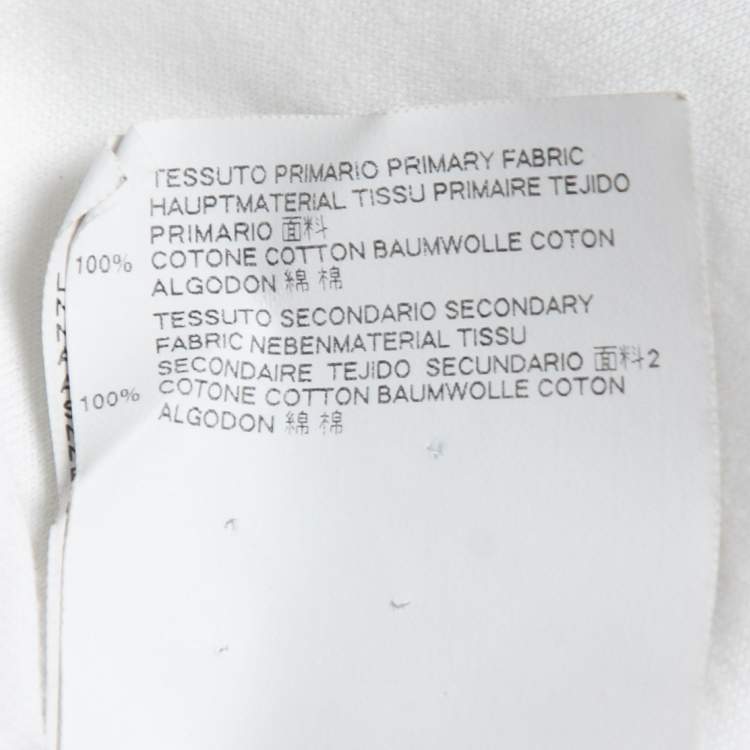 TESSUTO PRIMARIO PRIMARY FABRIC
HAUPTMATERIAL TISSU PRIMAIRE TEJIDO
PRIMARIO 面料
100% COTONE COTTON BAUMWOLLE COTON
ALGODON 綿 棉
TESSUTO SECONDARIO SECONDARY
FABRIC NEBENMATERIAL TISSU
SECONDAIRE TEJIDO SECUNDARIO 面料2
100% COTONE COTTON BAUMWOLLE COTON
ALGODON 綿 棉